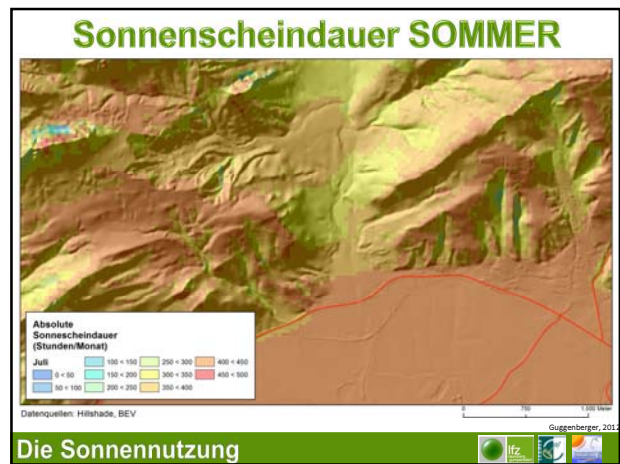 Sonnenscheindauer SOMMER
Absolute
Sonnescheindauer
(Stunden/Monat)
Juli
0 < 50
50 < 100
100 < 150
150 < 200
200 < 250
250 < 300
300 < 350
350 < 400
400 < 450
450 < 500
Datenquellen: Hillshade, BEV
0 750 1.500 Meter
Guggenberger, 2012
Die Sonnennutzung
lfz